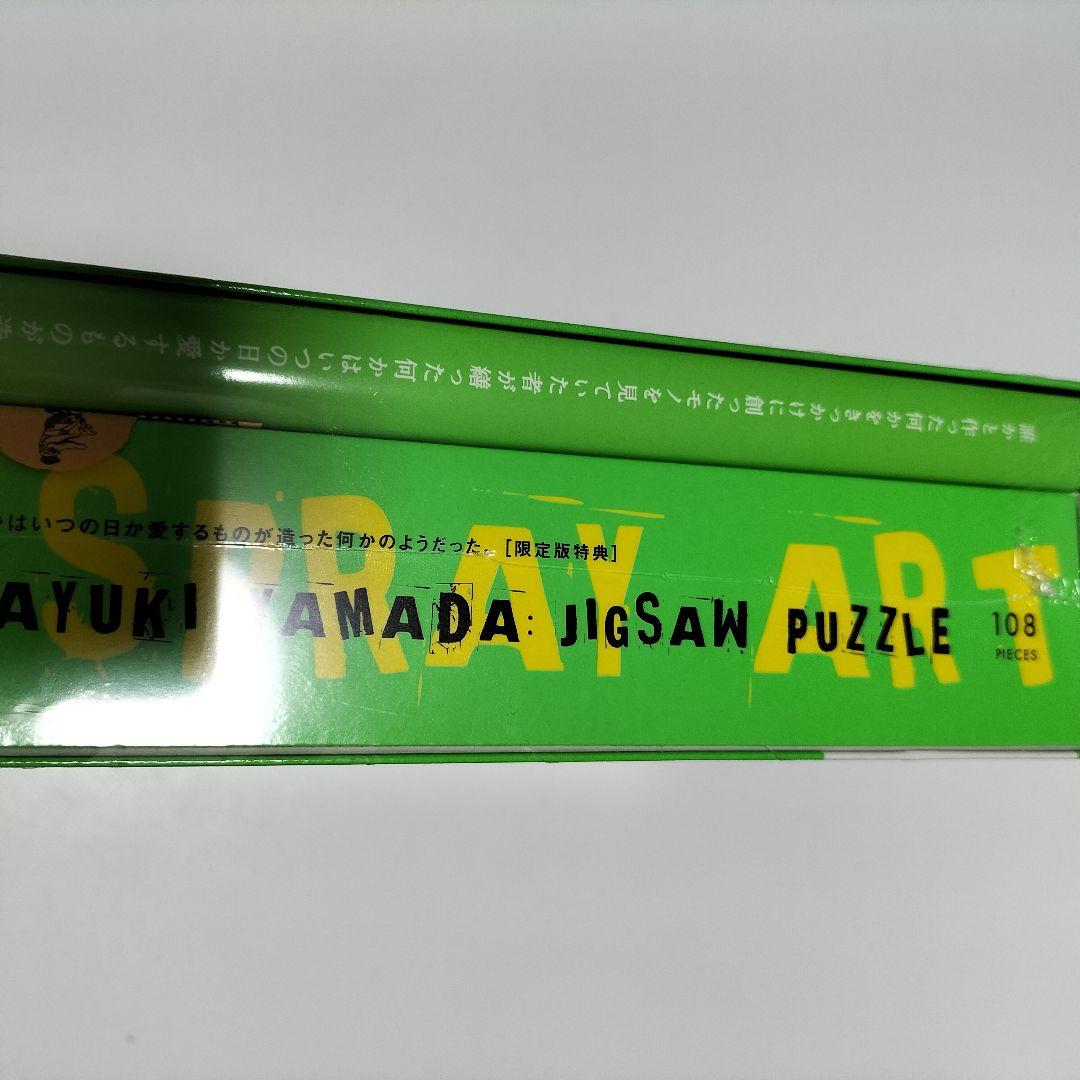 誰かと作った何かをきっかけに創ったモノを見ていた者が繕った何かはいつの日か愛するものが造
SPRAY ART
はいつの日か愛するものが造った何かのようだった。 [限定版特典]
AYUKI YAMADA: JIGSAW PUZZLE 108 PIECES